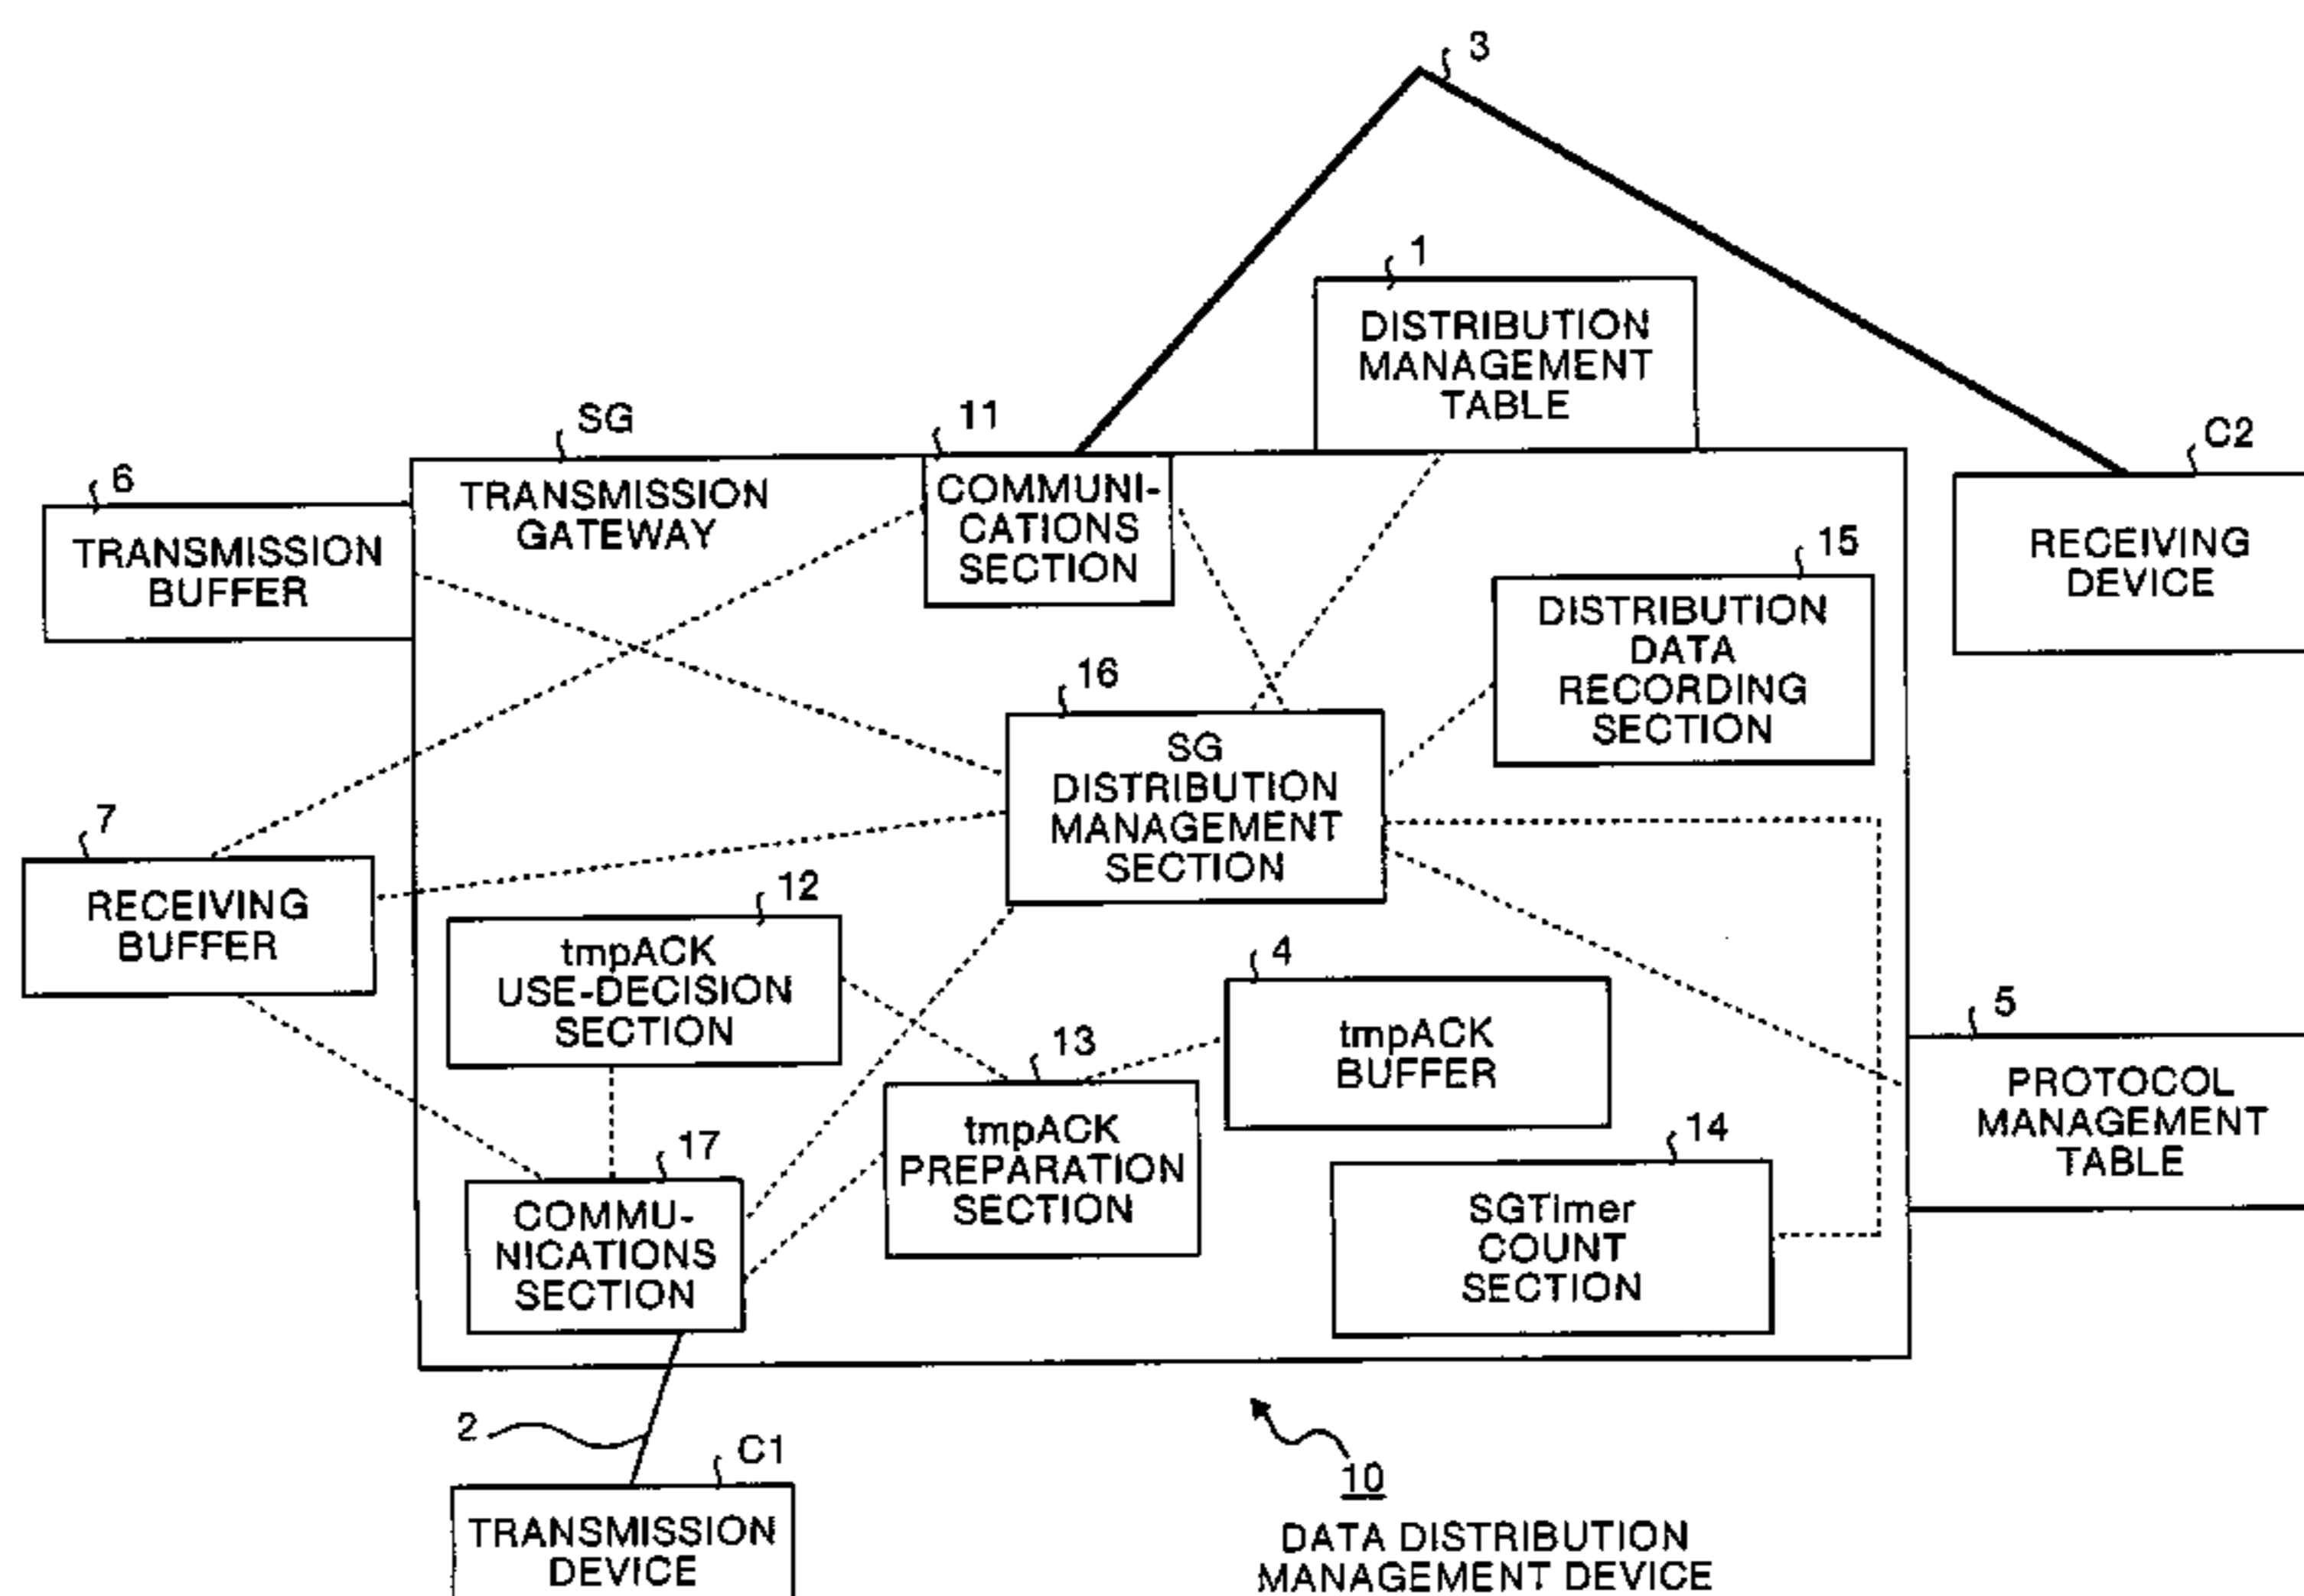 3
1
DISTRIBUTION
MANAGEMENT
TABLE
SG
11
C2
6
TRANSMISSION
GATEWAY
COMMUNI-
CATIONS
SECTION
TRANSMISSION
BUFFER
15
RECEIVING
DEVICE
DISTRIBUTION
DATA
RECORDING
SECTION
16
SG
DISTRIBUTION
MANAGEMENT
SECTION
7
RECEIVING
BUFFER
12
tmpACK
USE-DECISION
SECTION
4
tmpACK
BUFFER
5
PROTOCOL
MANAGEMENT
TABLE
13
tmpACK
PREPARATION
SECTION
14
SGTimer
COUNT
SECTION
17
COMMU-
NICATIONS
SECTION
2
C1
TRANSMISSION
DEVICE
10
DATA DISTRIBUTION
MANAGEMENT DEVICE